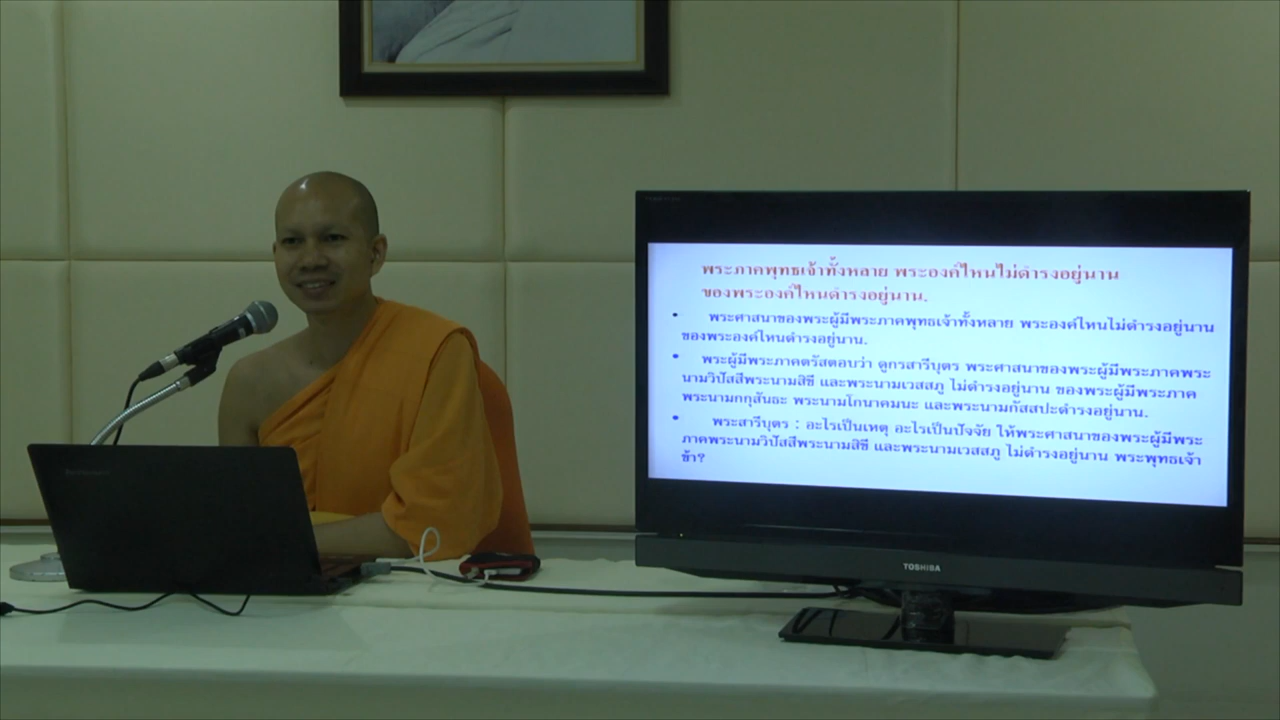 พระภาคพุทธเจ้าทั้งหลาย พระองค์ไหนไม่ดำรงอยู่นาน
ของพระองค์ไหนดำรงอยู่นาน.
• พระศาสนาของพระผู้มีพระภาคพุทธเจ้าทั้งหลาย พระองค์ไหนไม่ดำรงอยู่นาน
ของพระองค์ไหนดำรงอยู่นาน.
• พระผู้มีพระภาคตรัสตอบว่า ดูกรสารีบุตร พระศาสนาของพระผู้มีพระภาคพระ
นามวิปัสสีพระนามสิขี และพระนามเวสสภู ไม่ดำรงอยู่นาน ของพระผู้มีพระภาค
พระนามกกุสันธะ พระนามโกนาคมนะ และพระนามกัสสปะดำรงอยู่นาน.
• พระสารีบุตร : อะไรเป็นเหตุ อะไรเป็นปัจจัย ให้พระศาสนาของพระผู้มีพระ
ภาคพระนามวิปัสสีพระนามสิขี และพระนามเวสสภู ไม่ดำรงอยู่นาน พระพุทธเจ้า
ข้า?
TOSHIBA